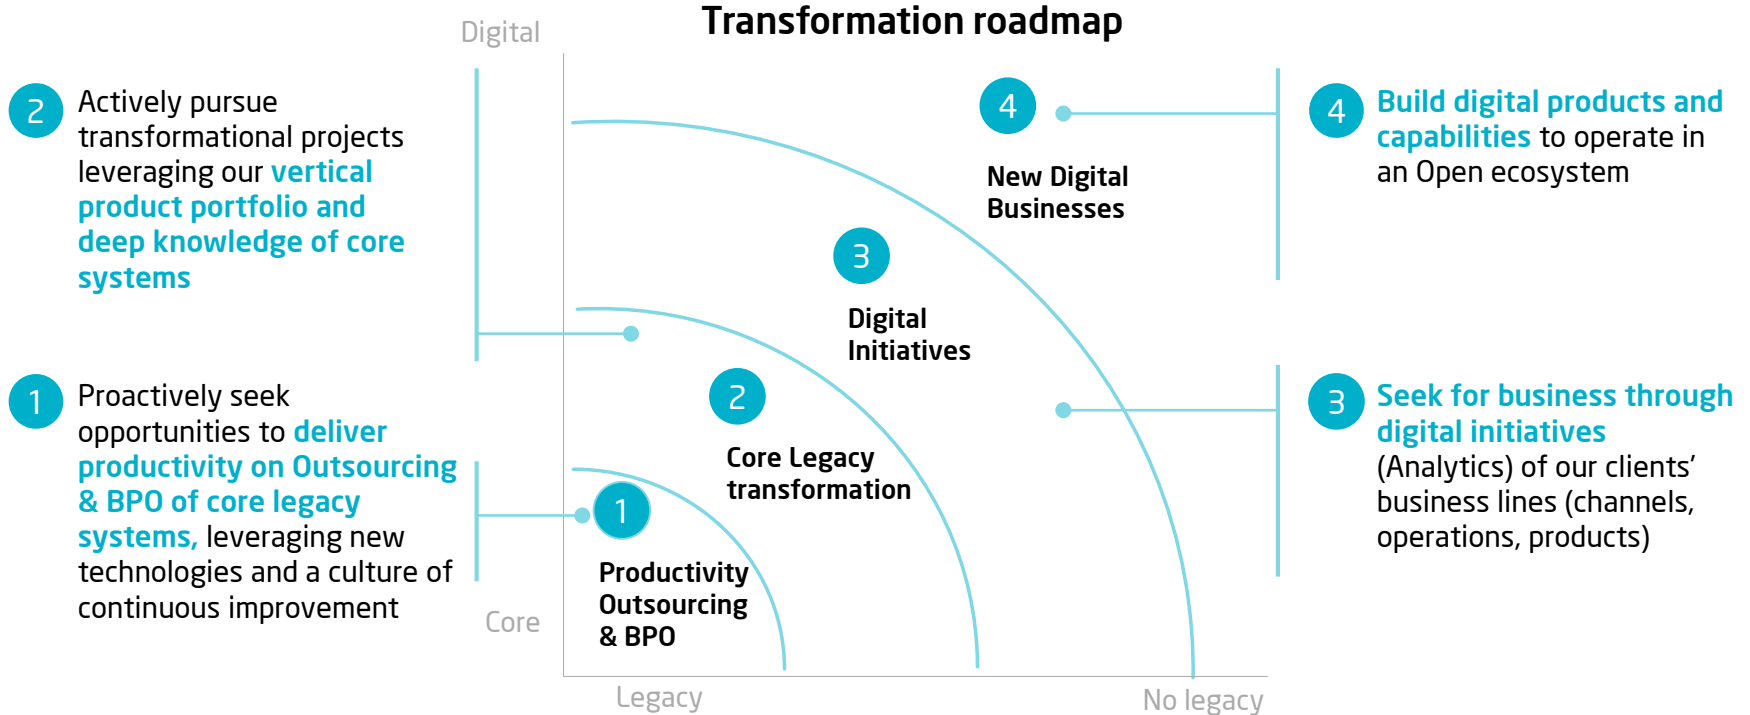 Transformation roadmap
Digital
2
Actively pursue
transformational projects
leveraging our vertical
product portfolio and
deep knowledge of core
systems
1
Proactively seek
opportunities to deliver
productivity on Outsourcing
& BPO of core legacy
systems, leveraging new
technologies and a culture of
continuous improvement
Core
4
New Digital
Businesses
3
Digital
Initiatives
2
Core Legacy
transformation
1
Productivity
Outsourcing
& BPO
Legacy
No legacy
4
Build digital products and
capabilities to operate in
an Open ecosystem
3
Seek for business through
digital initiatives
(Analytics) of our clients’
business lines (channels,
operations, products)